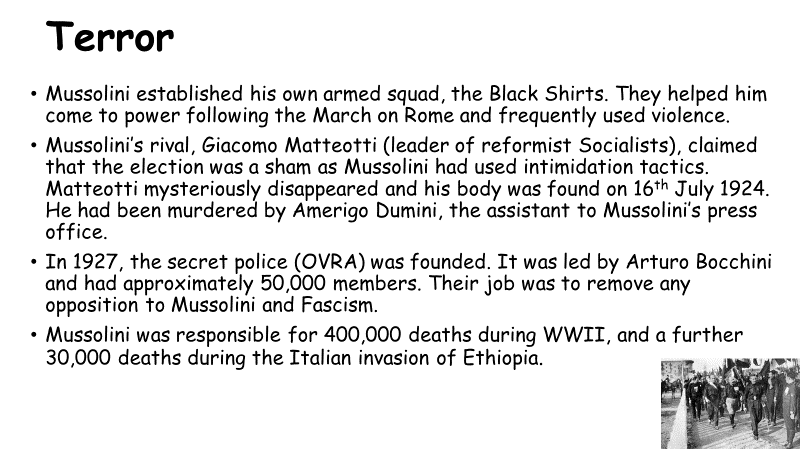 Terror
• Mussolini established his own armed squad, the Black Shirts. They helped him
come to power following the March on Rome and frequently used violence.
• Mussolini's rival, Giacomo Matteotti (leader of reformist Socialists), claimed
that the election was a sham as Mussolini had used intimidation tactics.
Matteotti mysteriously disappeared and his body was found on 16th July 1924.
He had been murdered by Amerigo Dumini, the assistant to Mussolini's press
office.
• In 1927, the secret police (OVRA) was founded. It was led by Arturo Bocchini
and had approximately 50,000 members. Their job was to remove any
opposition to Mussolini and Fascism.
• Mussolini was responsible for 400,000 deaths during WWII, and a further
30,000 deaths during the Italian invasion of Ethiopia.